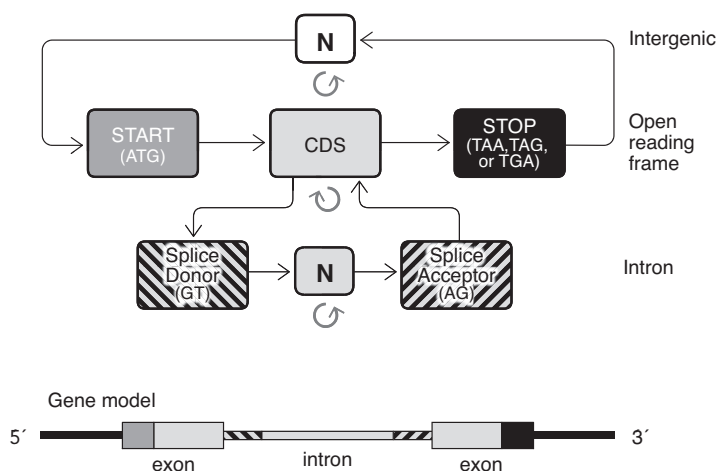 N
Intergenic
START
(ATG)
CDS
STOP
(TAA,TAG,
or TGA)
Open
reading
frame
Splice
Donor
(GT)
N
Splice
Acceptor
(AG)
Intron
Gene model
5´
3´
exon
intron
exon